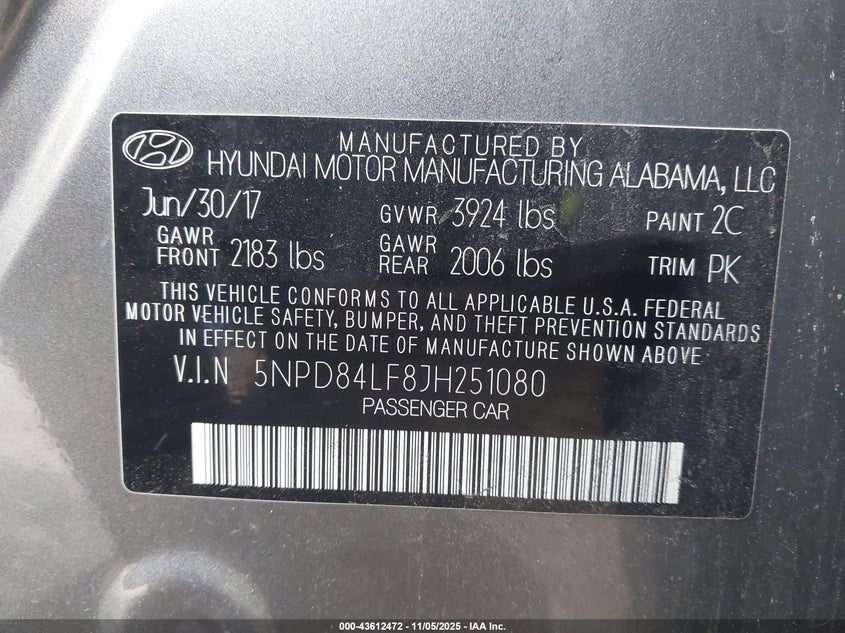 MANUFACTURED BY
HYUNDAI MOTOR MANUFACTURING ALABAMA, LLC
Jun/30/17 GVWR 3924 lbs PAINT 2C
GAWR FRONT 2183 lbs GAWR REAR 2006 lbs TRIM PK
THIS VEHICLE CONFORMS TO ALL APPLICABLE U.S.A. FEDERAL
MOTOR VEHICLE SAFETY, BUMPER, AND THEFT PREVENTION STANDARDS
IN EFFECT ON THE DATE OF MANUFACTURE SHOWN ABOVE
V.I.N 5NPD84LF8JH251080
PASSENGER CAR
000-43612472 - 11/05/2025 - IAA Inc.